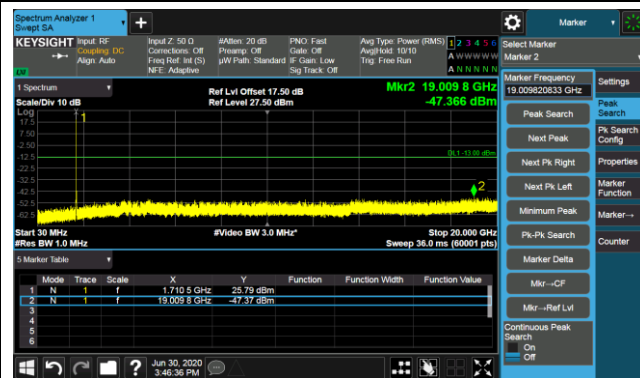 Spectrum Analyzer 1
Swept SA
+
Marker
KEYSIGHT
Input: RF
Coupling: DC
Align: Auto
Input Z: 50 Ω
Corrections: Off
Freq Ref: Int (S)
NFE: Adaptive
#Atten: 20 dB
Preamp: Off
µW Path: Standard
PNO: Fast
Gate: Off
IF Gain: Low
Sig Track: Off
Avg Type: Power (RMS)
Avg|Hold: 10/10
Trig: Free Run
1 2 3 4 5 6
A W W W W W
A N N N N N
LM
Select Marker
Marker 2
1 Spectrum
Scale/Div 10 dB
Log
Ref Lvl Offset 17.50 dB
Ref Level 27.50 dBm
Mkr2 19.009 8 GHz
-47.366 dBm
17.5
7.50
-2.50
-12.5
-22.5
-32.5
-42.5
-52.5
-62.5
1
DL1 -13.00 dBm
2
Start 30 MHz
#Res BW 1.0 MHz
#Video BW 3.0 MHz*
Stop 20.000 GHz
Sweep 36.0 ms (60001 pts)
5 Marker Table
Mode Trace Scale X Y Function Function Width Function Value
1 N 1 f 1.710 5 GHz 25.79 dBm
2 N 1 f 19.009 8 GHz -47.37 dBm
3
4
5
6
Marker Frequency
19.009820833 GHz
Peak Search
Next Peak
Next Pk Right
Next Pk Left
Minimum Peak
Pk-Pk Search
Marker Delta
Mkr→CF
Mkr→Ref Lvl
Continuous Peak
Search
On
Off
Settings
Peak
Search
Pk Search
Config
Properties
Marker
Function
Marker→
Counter
?
Jun 30, 2020
3:46:36 PM